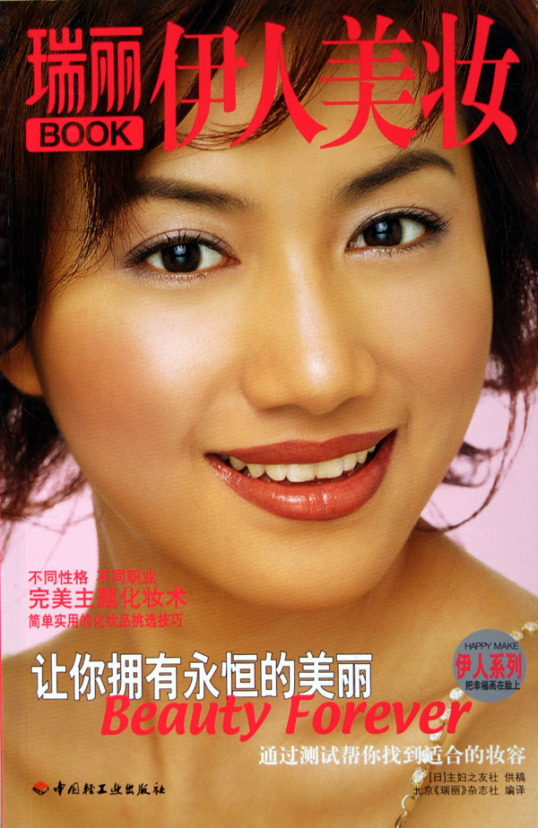 瑞丽
BOOK
伊人美妆
不同性格 不同职业
完美主题化妆术
简单实用的化妆品挑选技巧
HAPPY MAKE
伊人系列
把幸福画在脸上
让你拥有永恒的美丽
Beauty Forever
通过测试帮你找到适合的妆容
[日]主妇之友社 供稿
北京《瑞丽》杂志社 编译
中国轻工业出版社